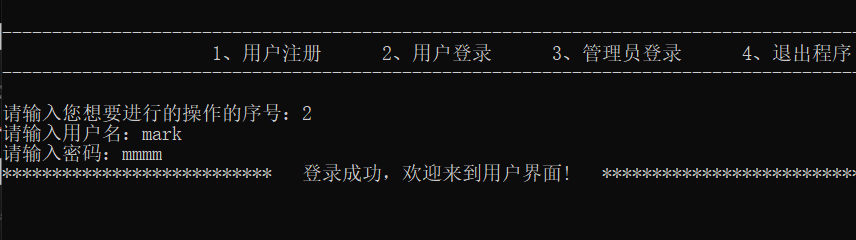 --------------------------------------------------------------------------------------
1、用户注册 2、用户登录 3、管理员登录 4、退出程序
--------------------------------------------------------------------------------------
请输入您想要进行的操作的序号：2
请输入用户名：mark
请输入密码：mmmm
*************************** 登录成功，欢迎来到用户界面！ **************************